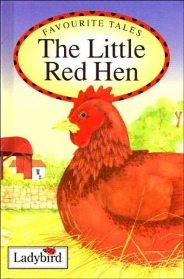 FAVOURITE TALES
The Little
Red Hen
Ladybird